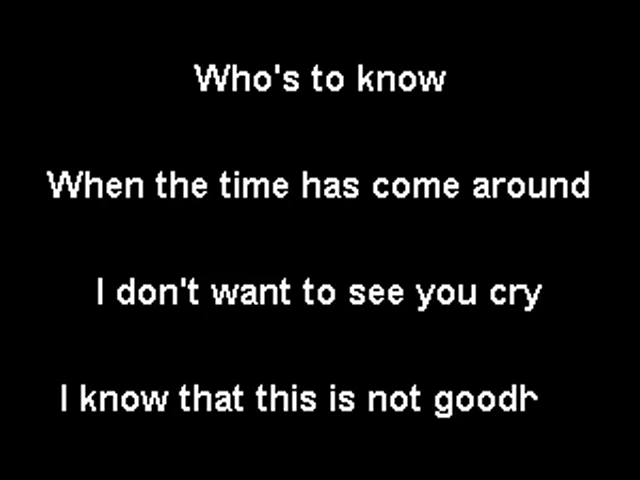 Who's to know
When the time has come around
I don't want to see you cry
I know that this is not